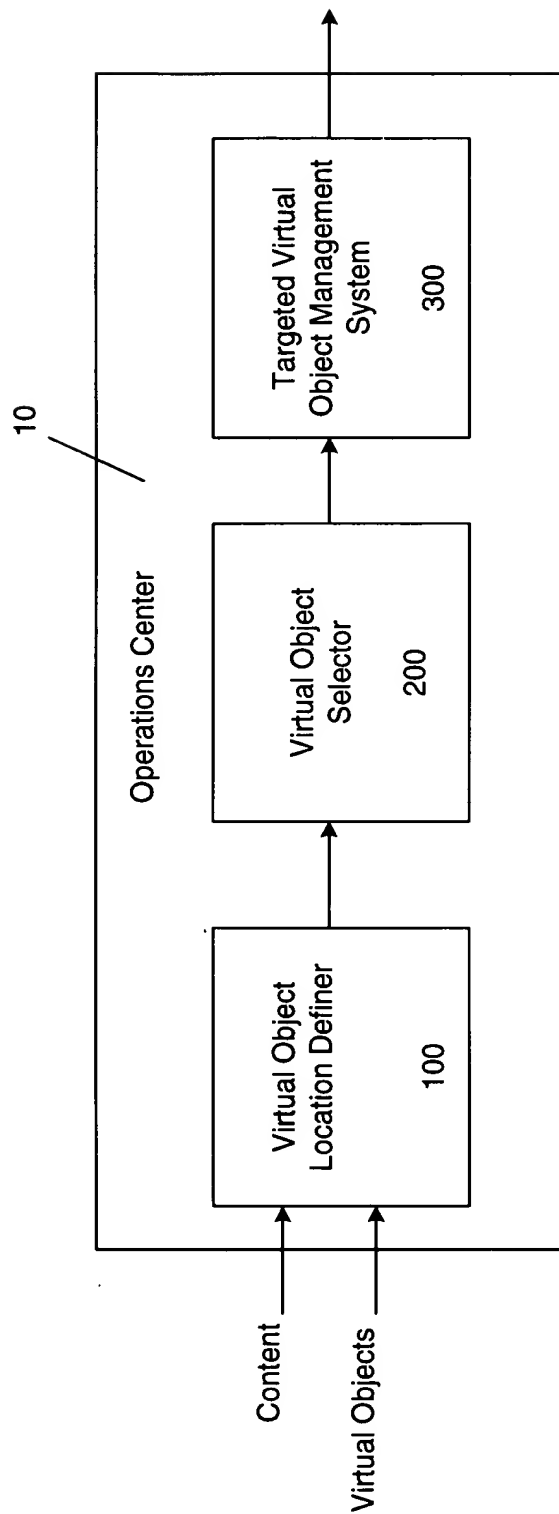 10
Operations Center
Content
Virtual Objects
Virtual Object
Location Definer
100
Virtual Object
Selector
200
Targeted Virtual
Object Management
System
300